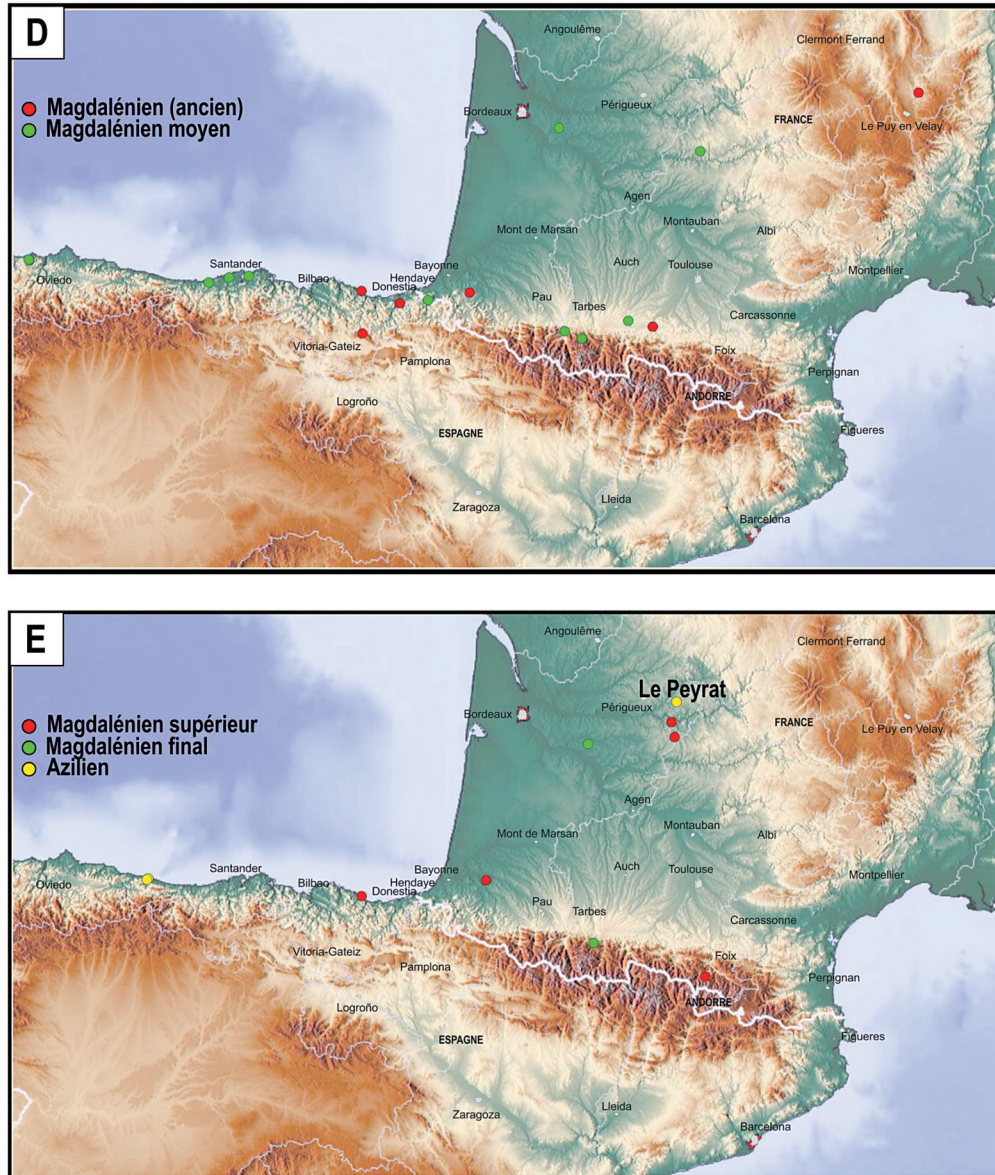 D
Magdalénien (ancien)
Magdalénien moyen
Angoulême
Clermont Ferrand
Périgueux
Bordeaux
FRANCE
Le Puy en Velay
Agen
Mont de Marsan
Montauban
Albi
Auch
Toulouse
Montpellier
Santander
Oviedo
Bilbao
Bayonne
Hendaye
Donestia
Pau
Tarbes
Carcassonne
Vitoria-Gateiz
Pamplona
Foix
Perpignan
Logroño
ANDORRE
ESPAGNE
Figueres
Zaragoza
Lleida
Barcelona
E
Magdalénien supérieur
Magdalénien final
Azilien
Angoulême
Clermont Ferrand
Le Peyrat
Périgueux
Bordeaux
FRANCE
Le Puy en Velay
Agen
Mont de Marsan
Montauban
Albi
Auch
Toulouse
Montpellier
Santander
Oviedo
Bilbao
Bayonne
Hendaye
Donestia
Pau
Tarbes
Carcassonne
Vitoria-Gateiz
Pamplona
Foix
Perpignan
Logroño
ANDORRE
ESPAGNE
Figueres
Zaragoza
Lleida
Barcelona